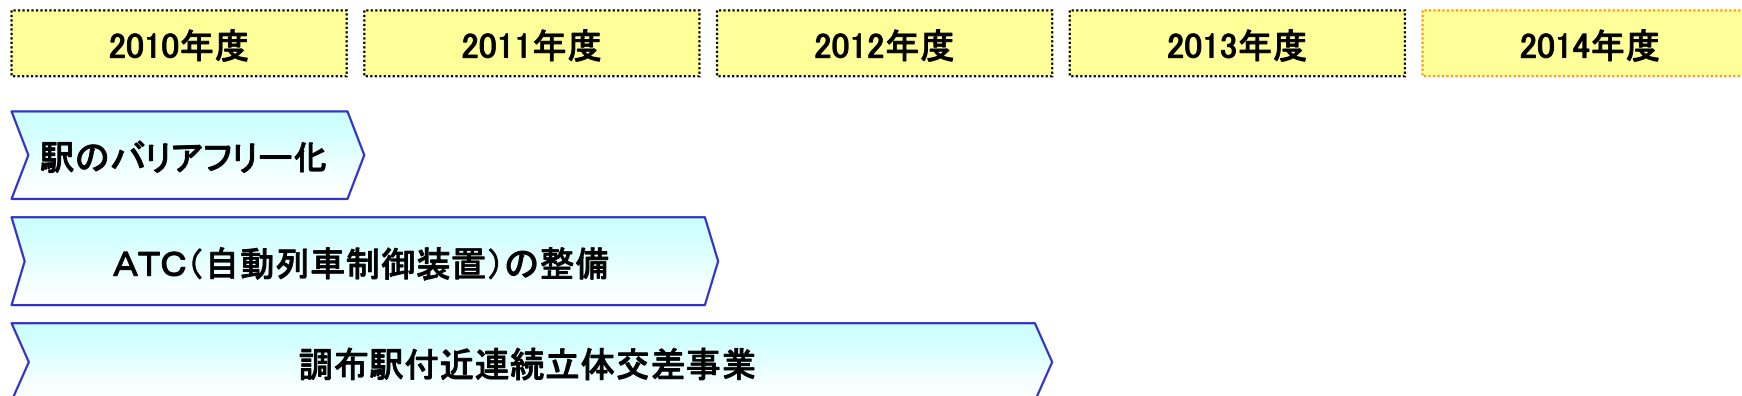 2010年度
2011年度
2012年度
2013年度
2014年度
駅のバリアフリー化
ATC(自動列車制御装置)の整備
調布駅付近連続立体交差事業